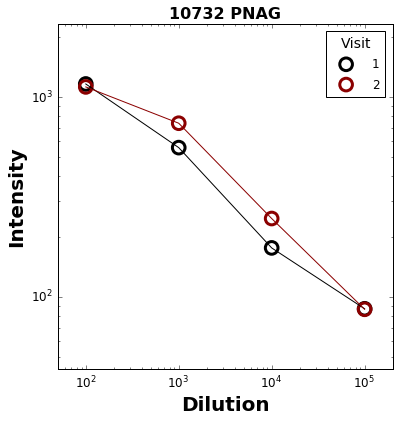 10732 PNAG
Visit
1
2
10³
10²
Intensity
10² 10³ 10⁴ 10⁵
Dilution